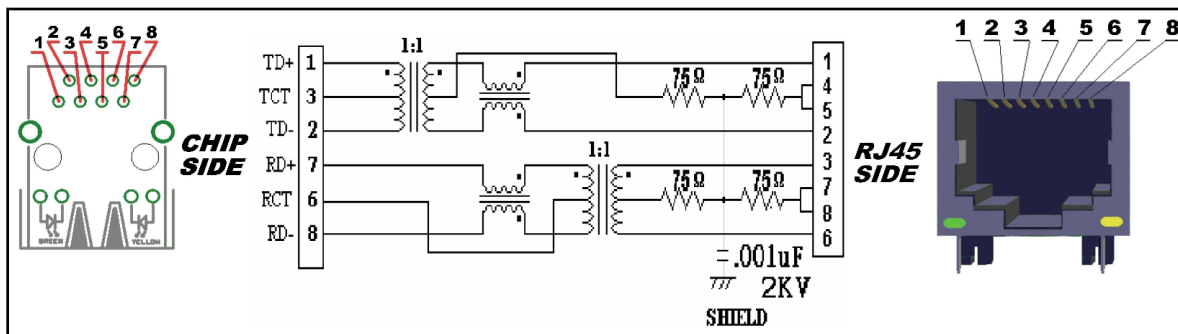 2 4 6 8
1 3 5 7
CHIP
SIDE
GREEN
YELLOW
1:1
TD+ 1
TCT 3
TD- 2
RD+ 7
RCT 6
RD- 8
75Ω 75Ω
1:1
75Ω 75Ω
.001uF
2KV
SHIELD
1
4
5
2
3
7
8
6
RJ45
SIDE
1 2 3 4 5 6 7 8